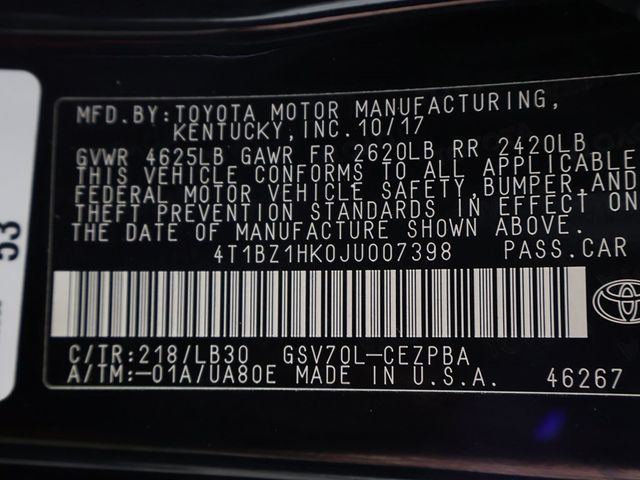 MFD.BY:TOYOTA MOTOR MANUFACTURING,
KENTUCKY,INC.10/17
GVWR 4625LB GAWR FR 2620LB RR 2420LB
THIS VEHICLE CONFORMS TO ALL APPLICABLE
FEDERAL MOTOR VEHICLE SAFETY,BUMPER,AND
THEFT PREVENTION STANDARDS IN EFFECT ON
THE DATE OF MANUFACTURE SHOWN ABOVE.
4T1BZ1HK0JU007398 PASS.CAR
C/TR:218/LB30 GSV70L-CEZPBA
A/TM:-01A/UA80E MADE IN U.S.A. 46267
53